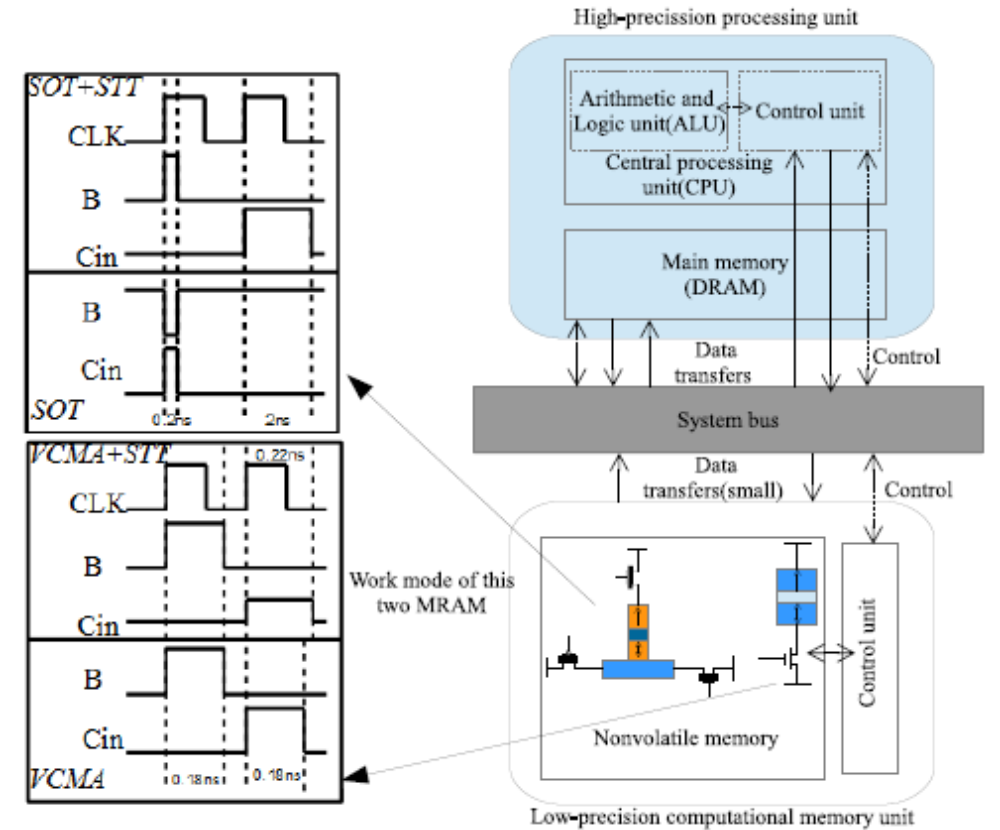 High-precission processing unit
Arithmetic and
Logic unit(ALU)
Control unit
Central processing
unit(CPU)
Main memory
(DRAM)
Data
transfers
Control
System bus
Data
transfers(small)
Control
Control unit
Nonvolatile memory
Low-precision computational memory unit
Work mode of this
two MRAM
SOT+STT
CLK
B
Cin
B
Cin
SOT
0.2ns
2ns
VCMA+STT
0.22ns
CLK
B
Cin
B
Cin
VCMA
0.18ns
0.18ns